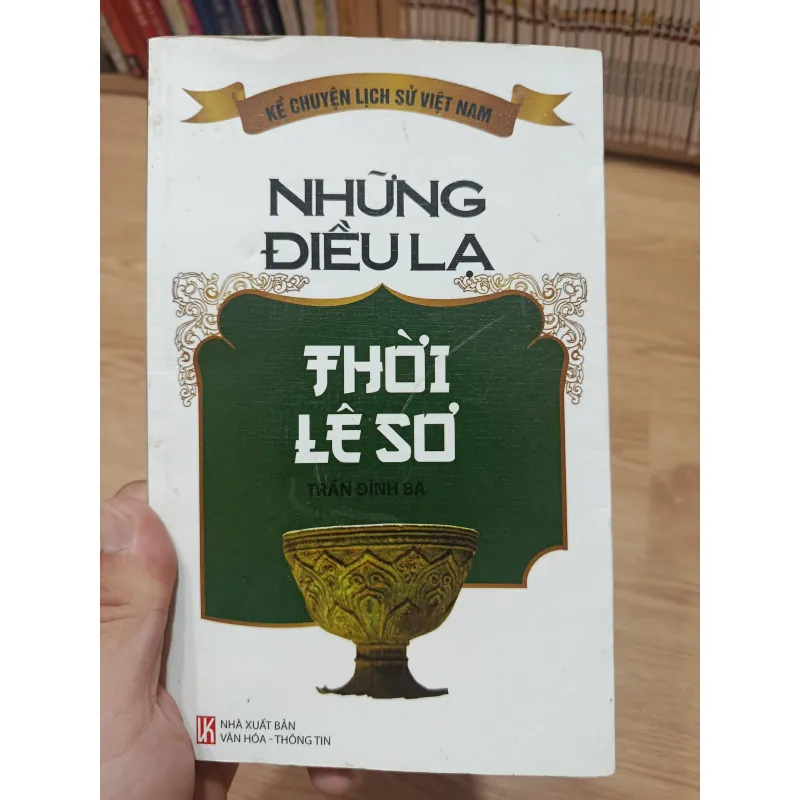 KỂ CHUYỆN LỊCH SỬ VIỆT NAM
NHỮNG
ĐIỀU LẠ
THỜI
LÊ SƠ
TRẦN ĐÌNH BA
NHÀ XUẤT BẢN
VĂN HÓA - THÔNG TIN